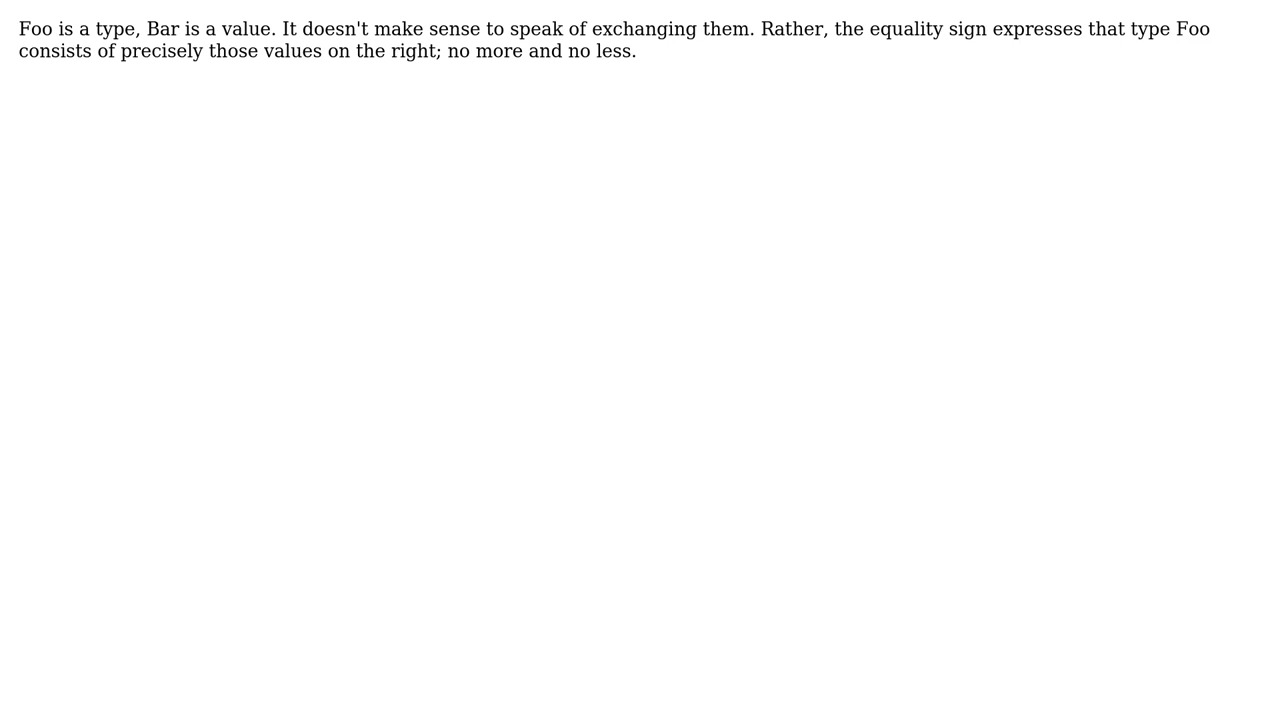 Foo is a type, Bar is a value. It doesn't make sense to speak of exchanging them. Rather, the equality sign expresses that type Foo
consists of precisely those values on the right; no more and no less.